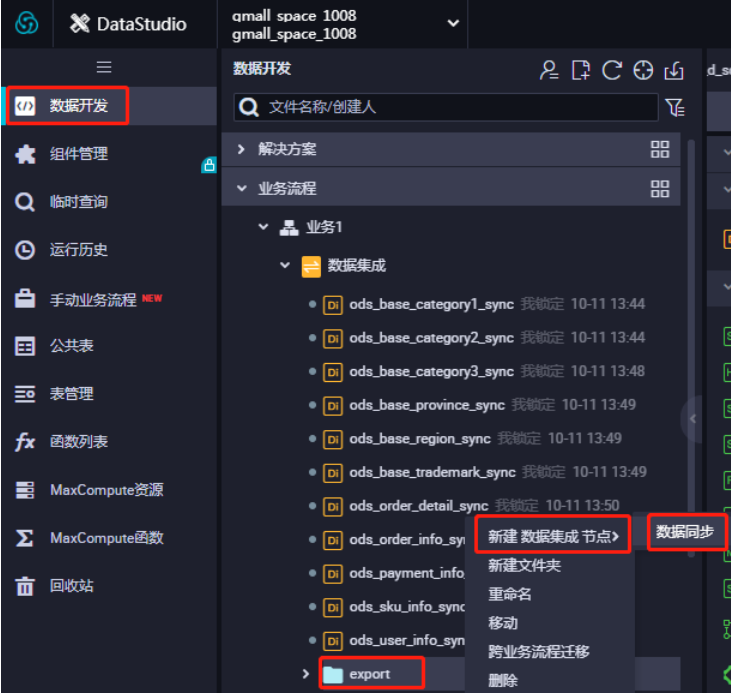 DataStudio
gmall_space_1008
gmall_space_1008
数据开发
组件管理
临时查询
运行历史
手动业务流程 NEW
公共表
表管理
fx 函数列表
MaxCompute资源
MaxCompute函数
回收站
数据开发
文件名称/创建人
解决方案
业务流程
业务1
数据集成
Di ods_base_category1_sync 我锁定 10-11 13:44
Di ods_base_category2_sync 我锁定 10-11 13:44
Di ods_base_category3_sync 我锁定 10-11 13:48
Di ods_base_province_sync 我锁定 10-11 13:49
Di ods_base_region_sync 我锁定 10-11 13:49
Di ods_base_trademark_sync 我锁定 10-11 13:49
Di ods_order_detail_sync 我锁定 10-11 13:50
Di ods_order_info_sy
Di ods_payment_info
Di ods_sku_info_sync
Di ods_user_info_syn
export
新建 数据集成 节点>
数据同步
新建文件夹
重命名
移动
跨业务流程迁移
删除